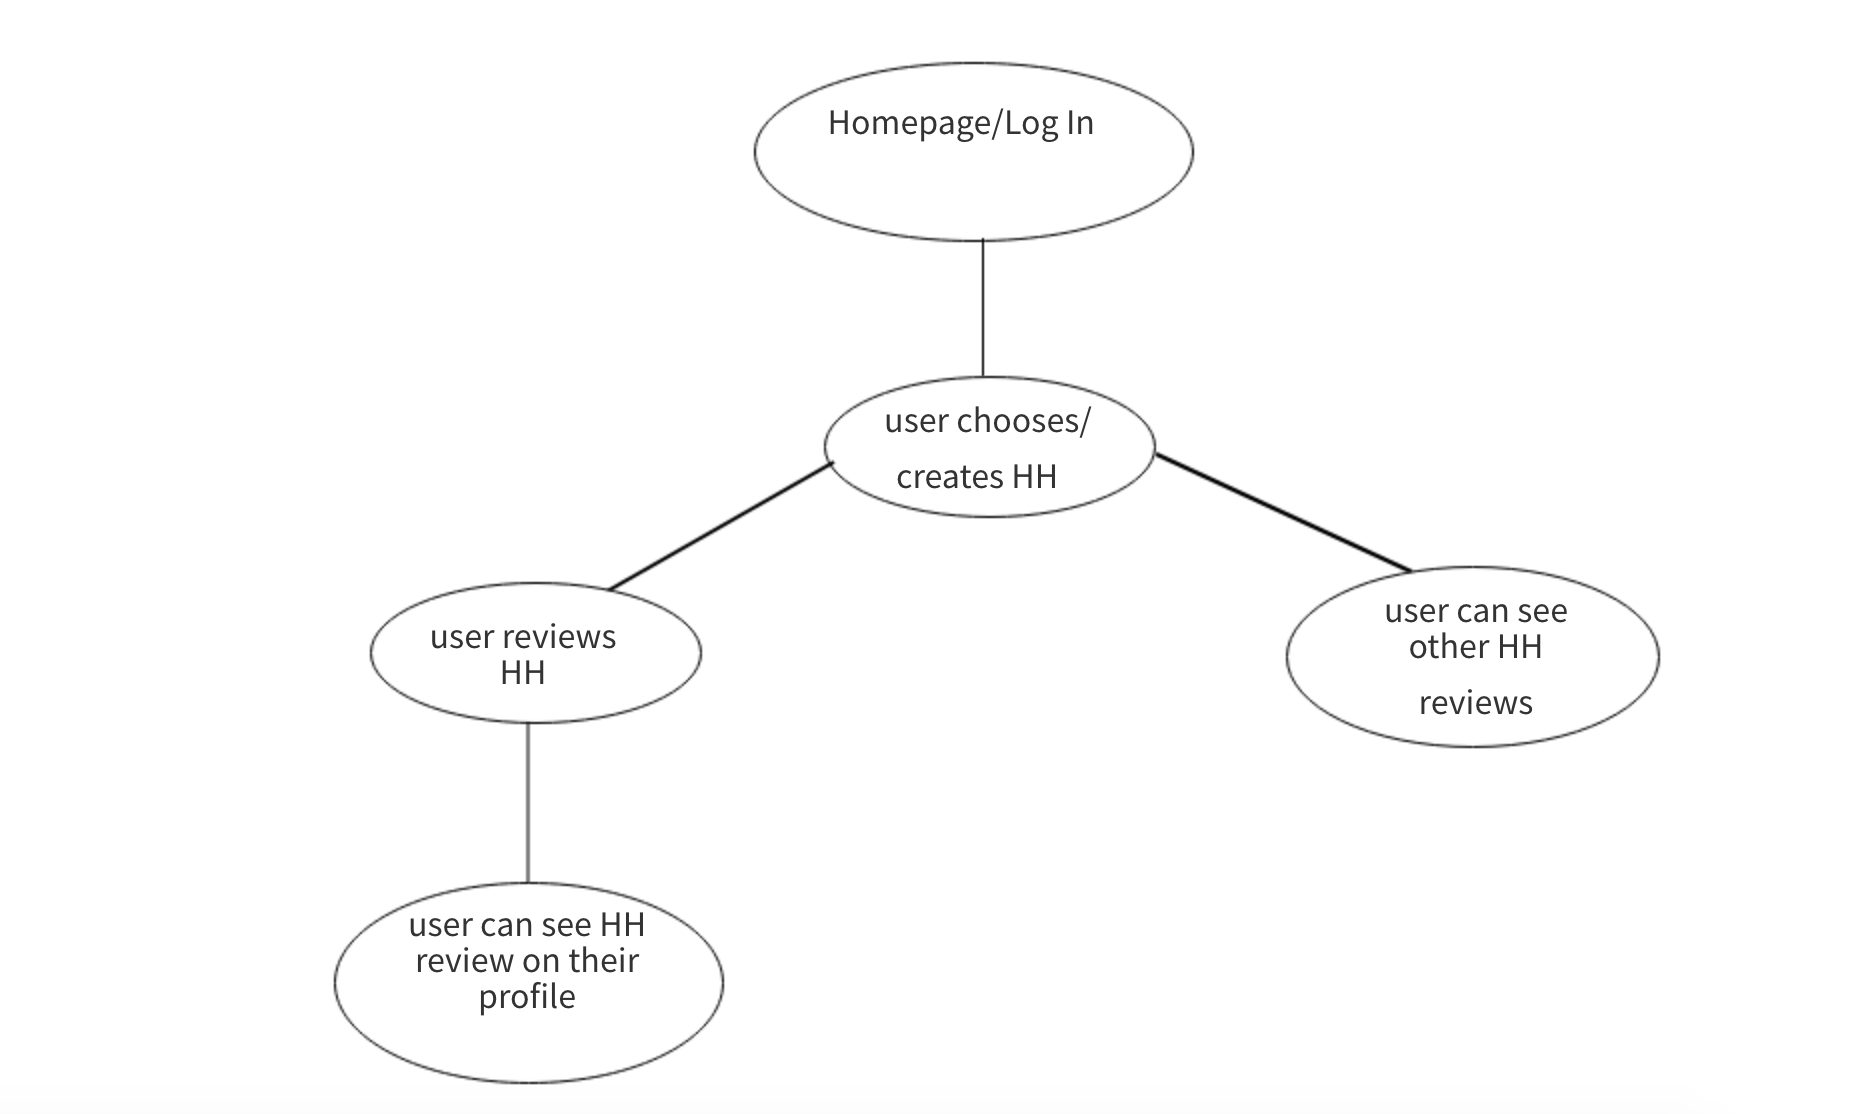 Homepage/Log In
user chooses/
creates HH
user reviews
HH
user can see
other HH
reviews
user can see HH
review on their
profile